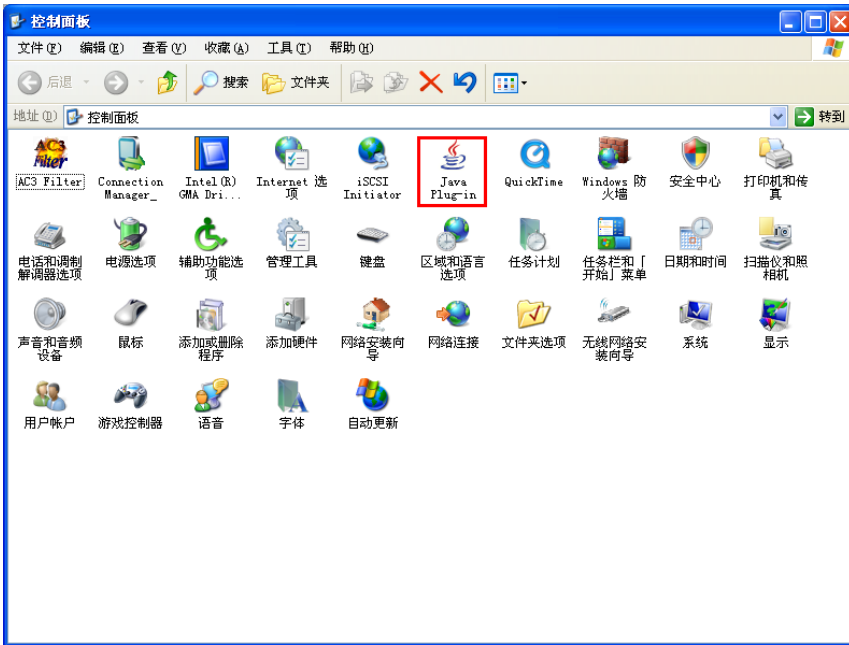 控制面板
文件(F) 编辑(E) 查看(V) 收藏(A) 工具(T) 帮助(H)
后退 搜索 文件夹
地址(D) 控制面板 转到
AC3 Filter
AC3 Filter Connection Intel(R) Internet 选 iSCSI Java QuickTime Windows 防 安全中心 打印机和传
Manager_ GMA Dri... 项 Initiator Plug-in 火墙 真
电话和调制 电源选项 辅助功能选 管理工具 键盘 区域和语言 任务计划 任务栏和「 日期和时间 扫描仪和照
解调器选项 项 选项 开始」菜单 相机
声音和音频 鼠标 添加或删除 添加硬件 网络安装向 网络连接 文件夹选项 无线网络安 系统 显示
设备 程序 导 装向导
用户帐户 游戏控制器 语音 字体 自动更新